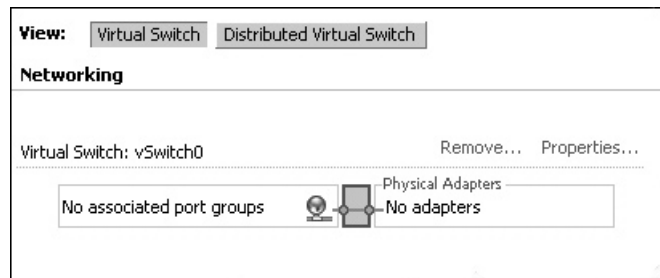 View: Virtual Switch Distributed Virtual Switch
Networking
Virtual Switch: vSwitch0 Remove... Properties...
Physical Adapters
No associated port groups No adapters